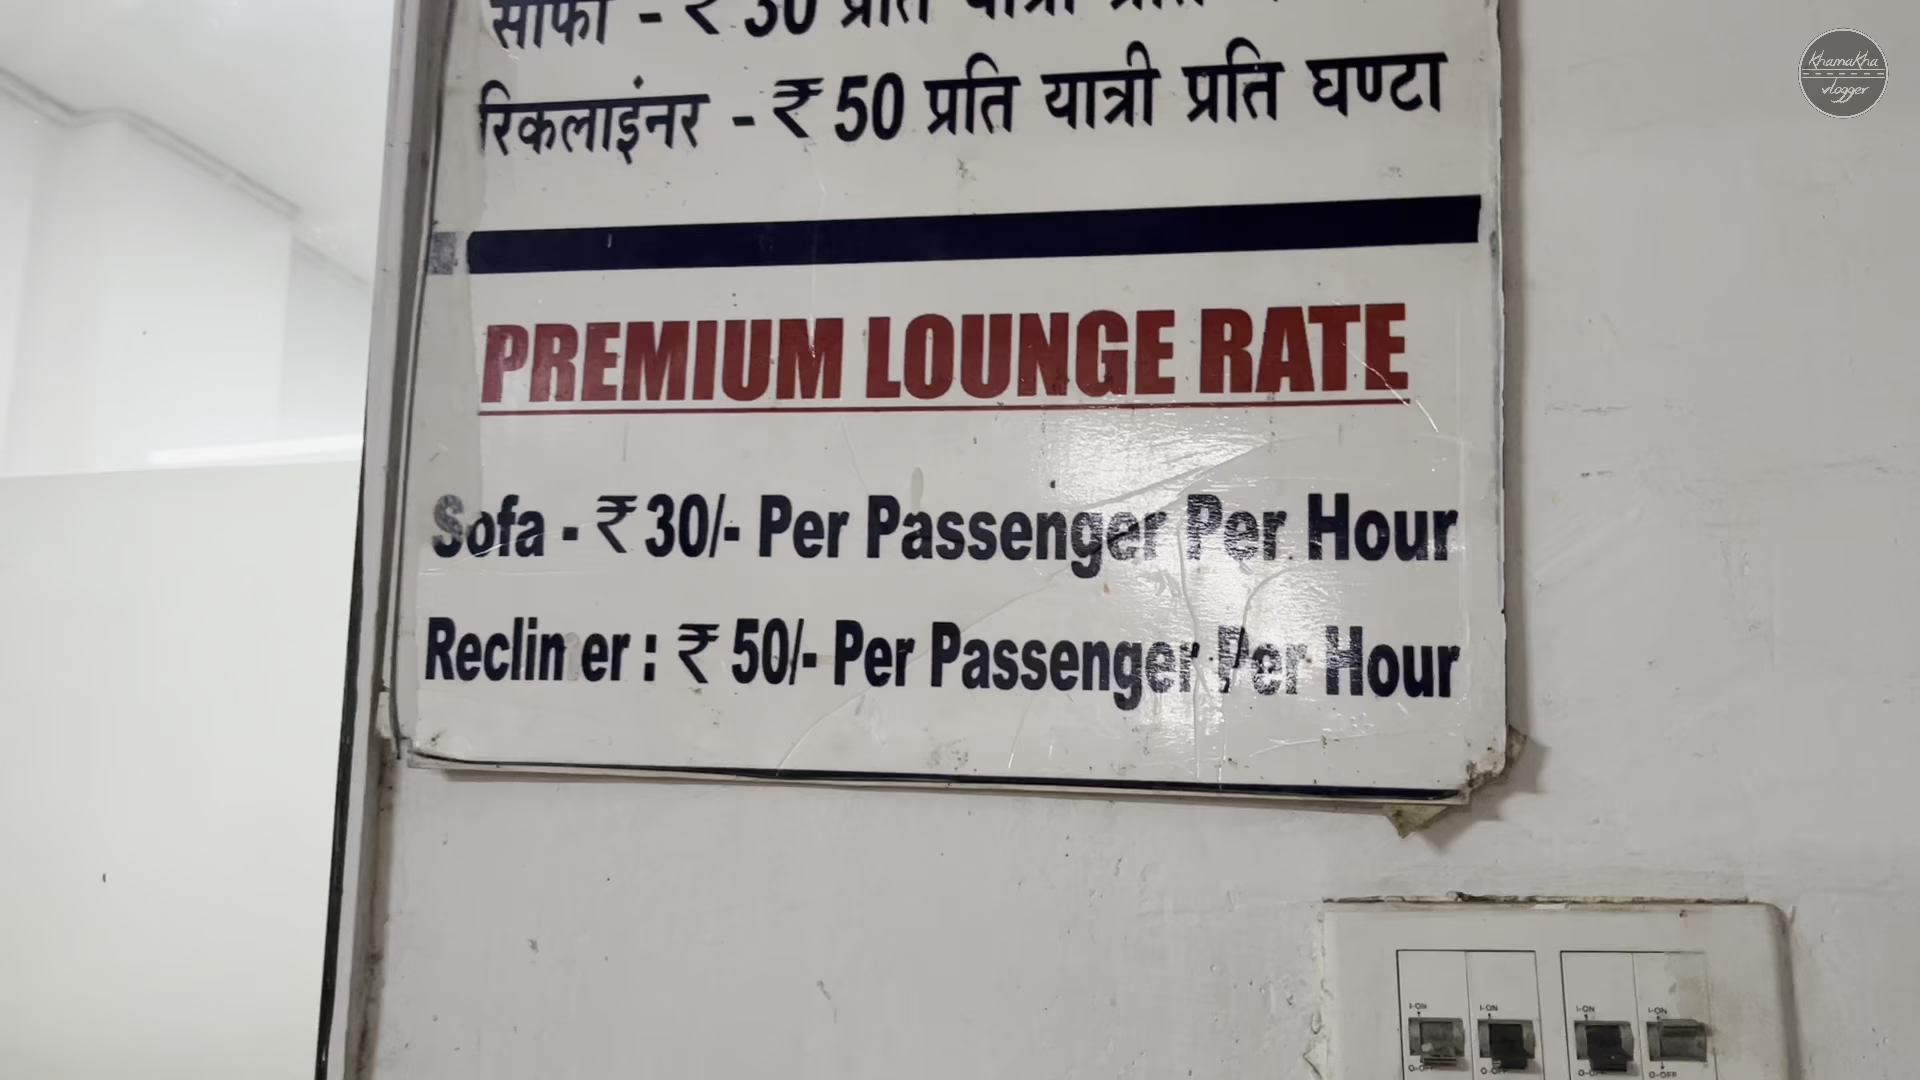 सोफा - ₹ 30 प्रति यात्री प्रति
रिकलाइंनर - ₹ 50 प्रति यात्री प्रति घण्टा
PREMIUM LOUNGE RATE
Sofa - ₹ 30/- Per Passenger Per Hour
Recliner : ₹ 50/- Per Passenger Per Hour
khamakha
vlogger
I-ON I-ON I-ON I-ON
O-OFF